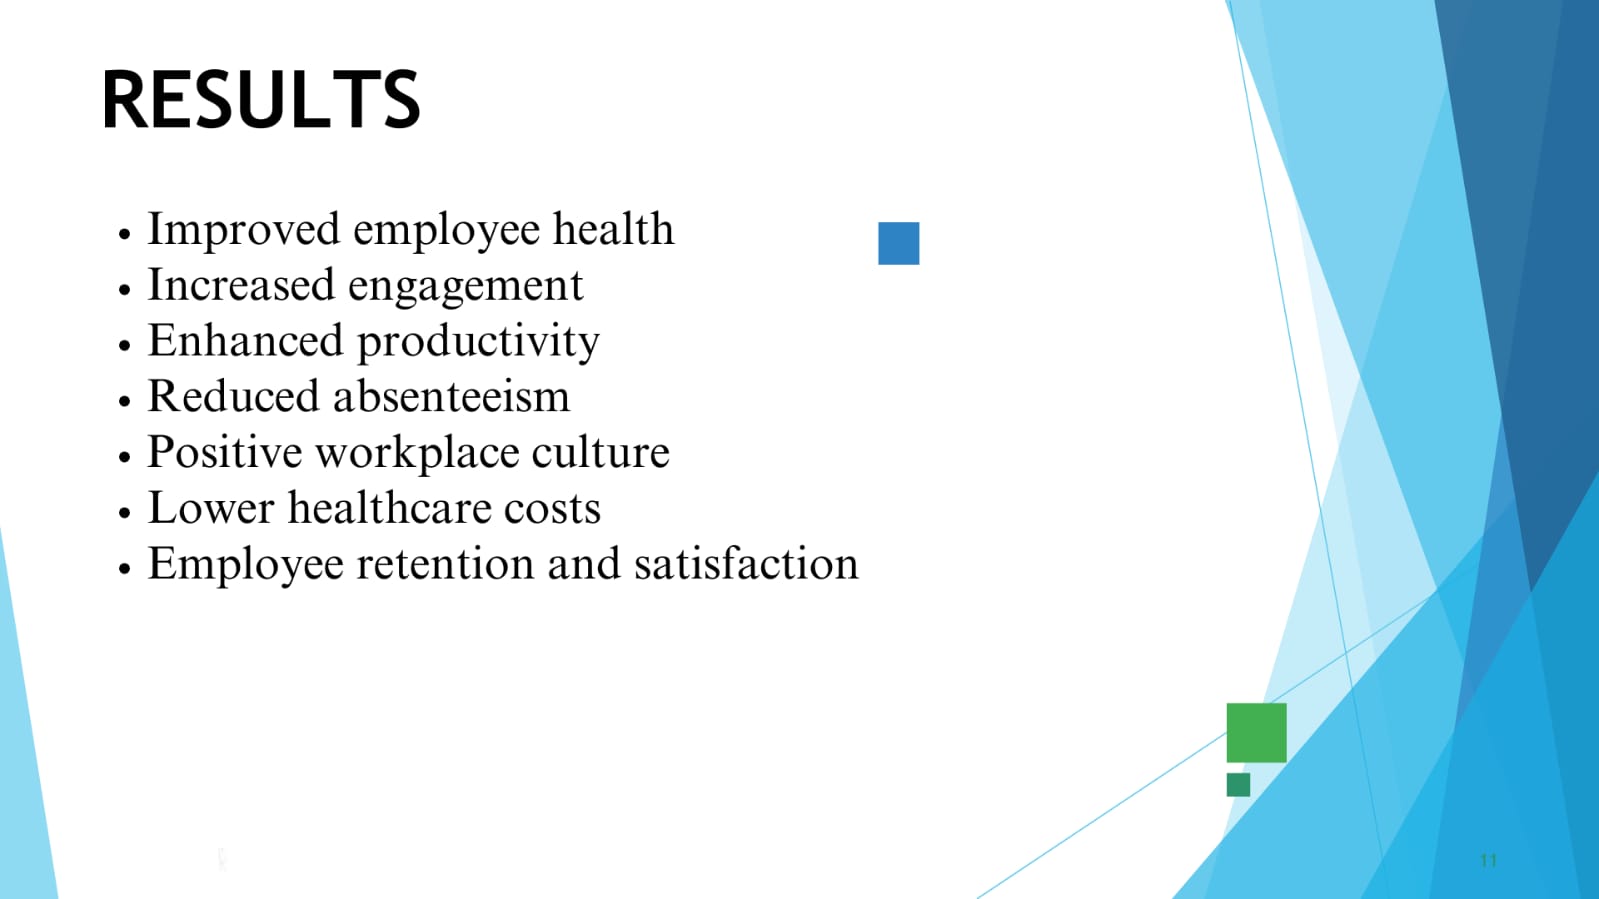 RESULTS
• Improved employee health
• Increased engagement
• Enhanced productivity
• Reduced absenteeism
• Positive workplace culture
• Lower healthcare costs
• Employee retention and satisfaction
11